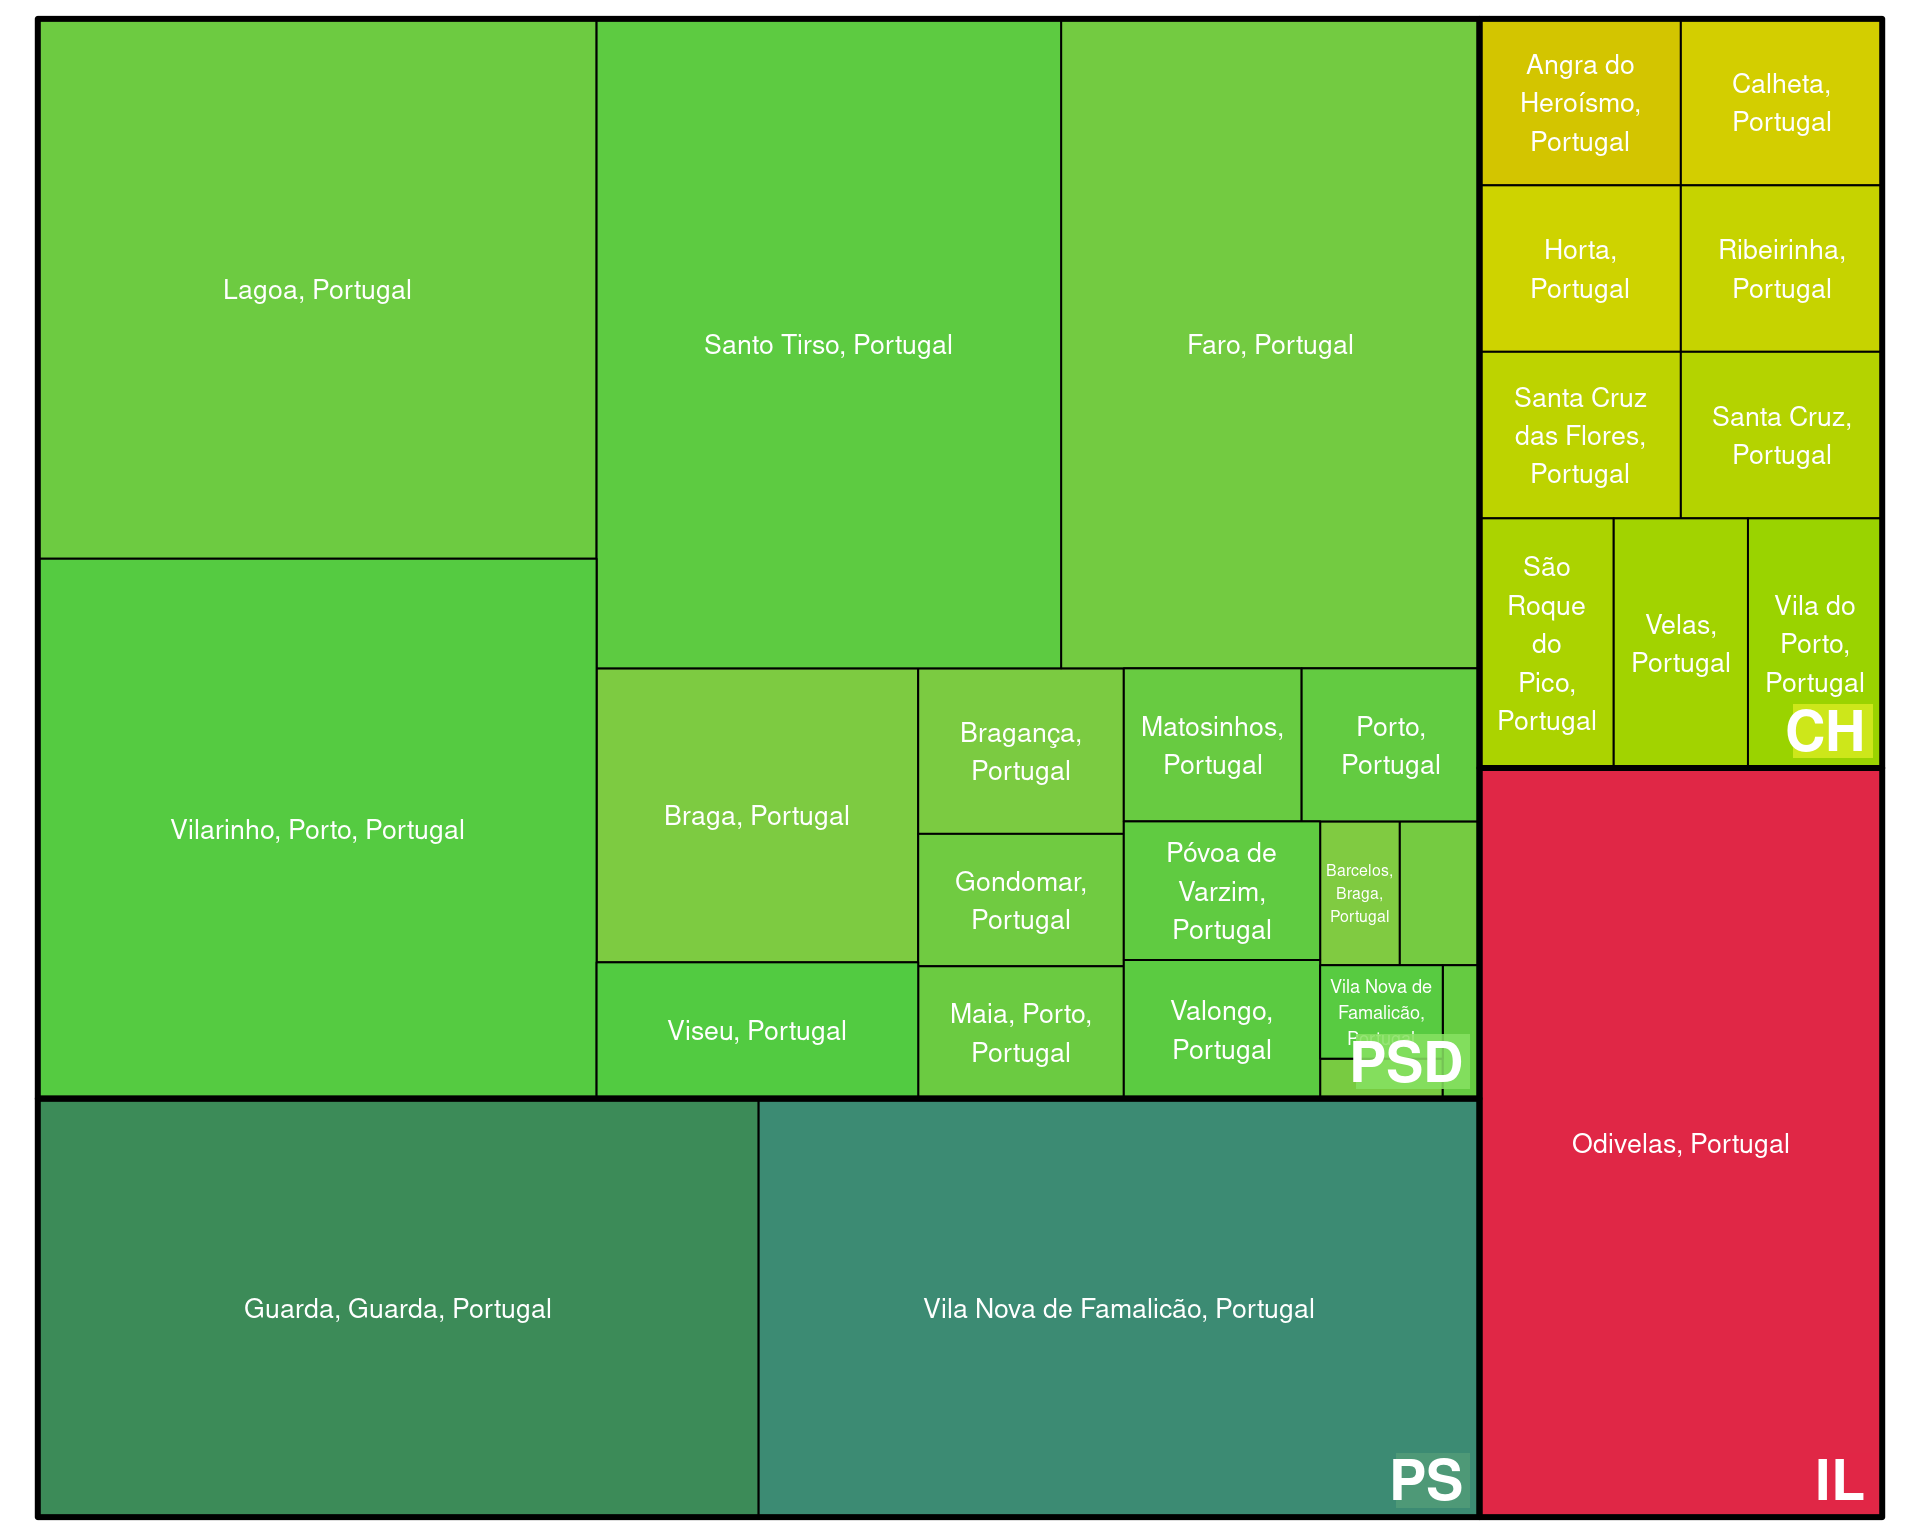 Lagoa, Portugal
Santo Tirso, Portugal
Faro, Portugal
Vilarinho, Porto, Portugal
Braga, Portugal
Bragança,
Portugal
Matosinhos,
Portugal
Porto,
Portugal
Gondomar,
Portugal
Póvoa de
Varzim,
Portugal
Barcelos,
Braga,
Portugal
Viseu, Portugal
Maia, Porto,
Portugal
Valongo,
Portugal
Vila Nova de
Famalicão,
Portugal
PSD
Guarda, Guarda, Portugal
Vila Nova de Famalicão, Portugal
PS
Angra do
Heroísmo,
Portugal
Calheta,
Portugal
Horta,
Portugal
Ribeirinha,
Portugal
Santa Cruz
das Flores,
Portugal
Santa Cruz,
Portugal
São
Roque
do
Pico,
Portugal
Velas,
Portugal
Vila do
Porto,
Portugal
CH
Odivelas, Portugal
IL